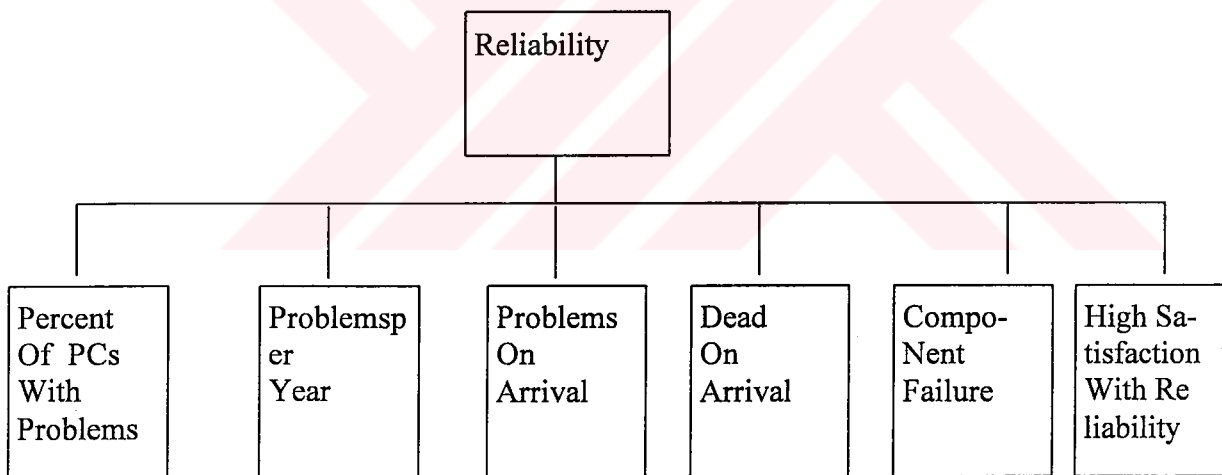 Reliability
Percent
Of PCs
With
Problems
Problemsp
er
Year
Problems
On
Arrival
Dead
On
Arrival
Compo-
Nent
Failure
High Sa-
tisfaction
With Re
liability